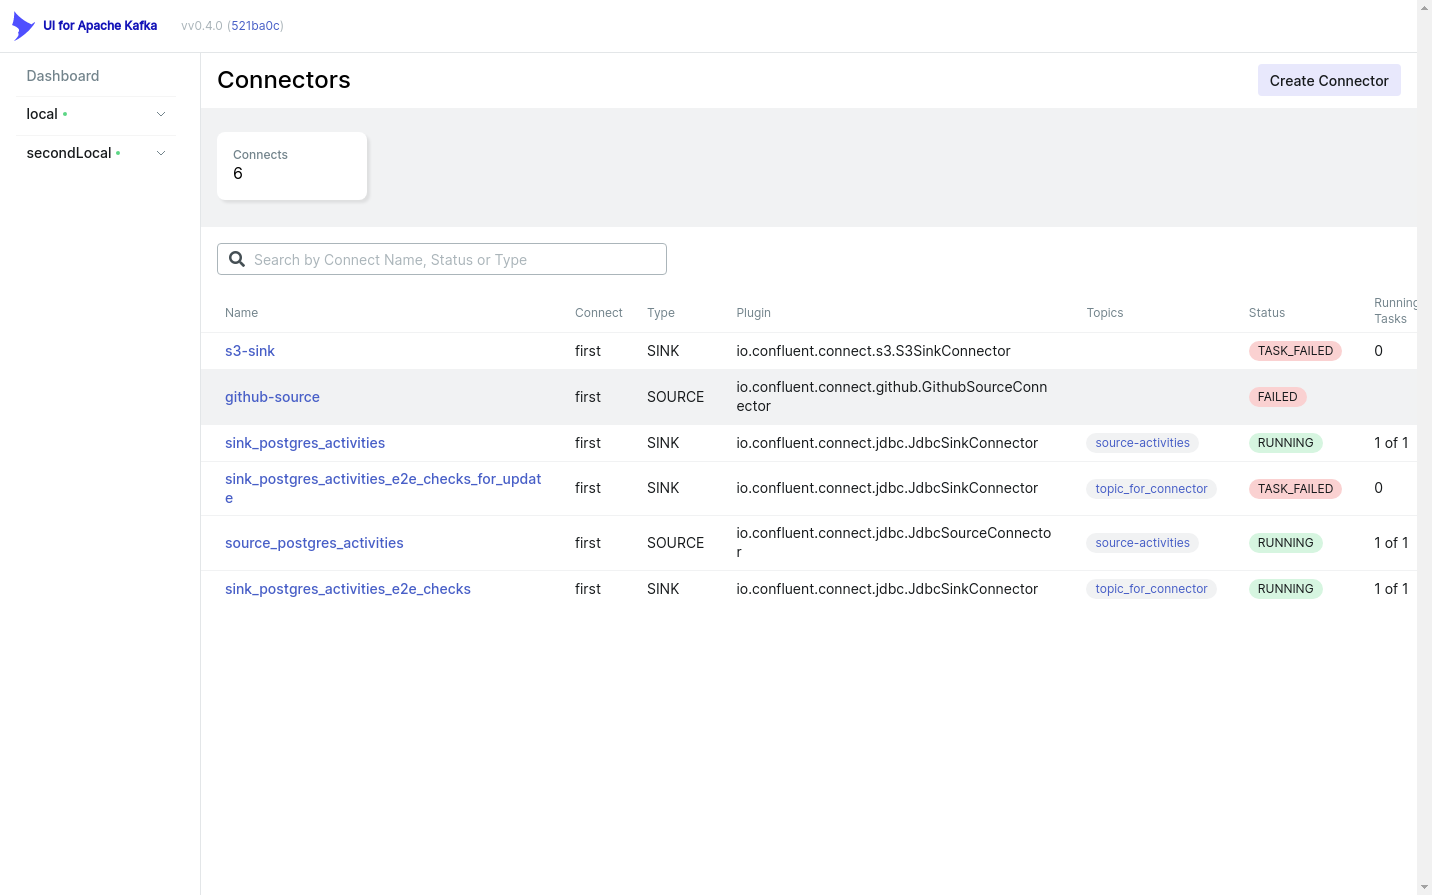 UI for Apache Kafka
vv0.4.0 (521ba0c)
Dashboard
local
secondLocal
Connectors
Create Connector
Connects
6
Search by Connect Name, Status or Type
Name Connect Type Plugin Topics Status Running
Tasks
s3-sink first SINK io.confluent.connect.s3.S3SinkConnector TASK_FAILED 0
github-source first SOURCE io.confluent.connect.github.GithubSourceConn
ector FAILED
sink_postgres_activities first SINK io.confluent.connect.jdbc.JdbcSinkConnector source-activities RUNNING 1 of 1
sink_postgres_activities_e2e_checks_for_updat
e first SINK io.confluent.connect.jdbc.JdbcSinkConnector topic_for_connector TASK_FAILED 0
source_postgres_activities first SOURCE io.confluent.connect.jdbc.JdbcSourceConnecto
r source-activities RUNNING 1 of 1
sink_postgres_activities_e2e_checks first SINK io.confluent.connect.jdbc.JdbcSinkConnector topic_for_connector RUNNING 1 of 1